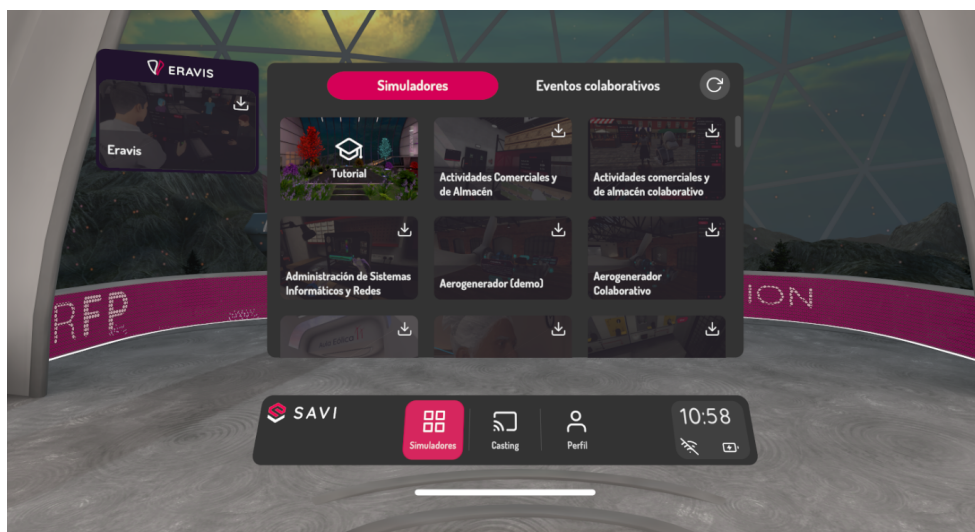 ERAVIS
Eravis
Simuladores
Eventos colaborativos
Tutorial
Actividades Comerciales y
de Almacén
Actividades comerciales y
de almacén colaborativo
Administración de Sistemas
Informáticos y Redes
Aerogenerador (demo)
Aerogenerador
Colaborativo
RFP
ION
SAVI
Simuladores
Casting
Perfil
10:58